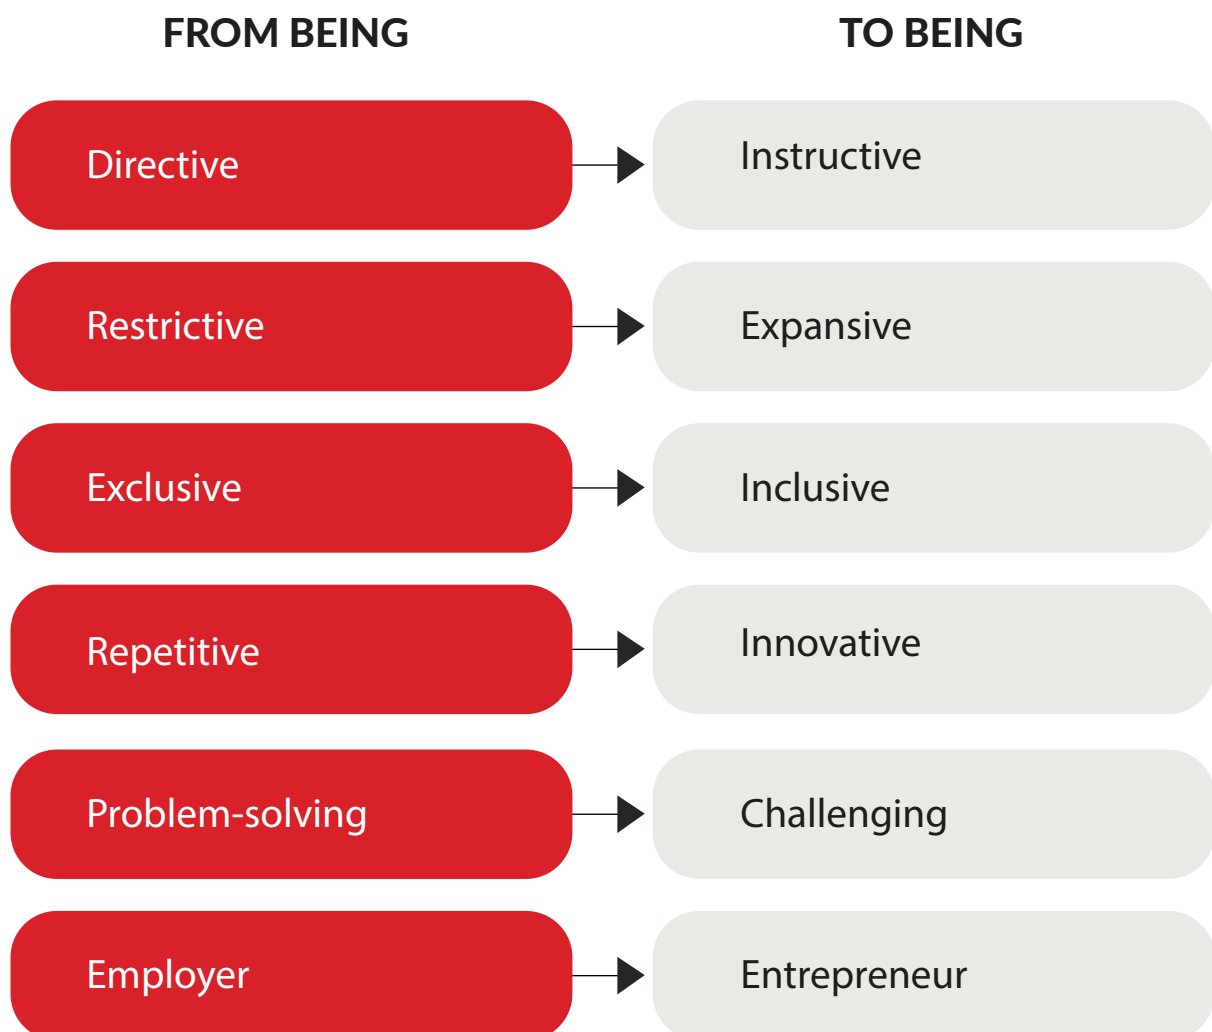 FROM BEING TO BEING
Directive Instructive
Restrictive Expansive
Exclusive Inclusive
Repetitive Innovative
Problem-solving Challenging
Employer Entrepreneur